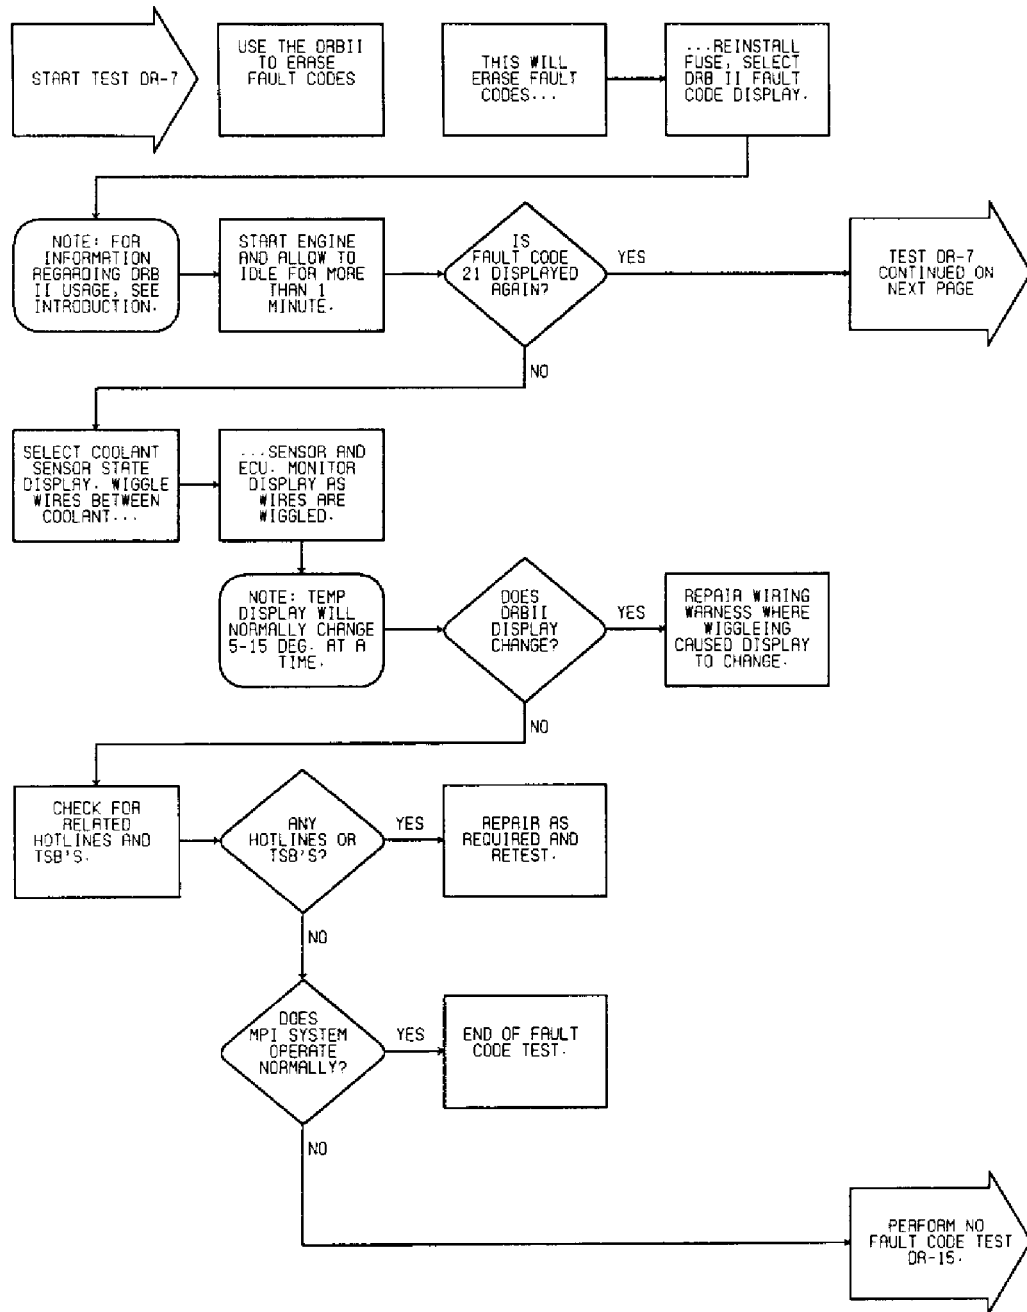 START TEST DR-7
USE THE DRBII
TO ERASE
FAULT CODES
THIS WILL
ERASE FAULT
CODES...
...REINSTALL
FUSE, SELECT
DRB II FAULT
CODE DISPLAY.
NOTE: FOR
INFORMATION
REGARDING DRB
II USAGE, SEE
INTRODUCTION.
START ENGINE
AND ALLOW TO
IDLE FOR MORE
THAN 1
MINUTE.
IS
FAULT CODE
21 DISPLAYED
AGAIN?
YES
TEST DR-7
CONTINUED ON
NEXT PAGE
NO
SELECT COOLANT
SENSOR STATE
DISPLAY. WIGGLE
WIRES BETWEEN
COOLANT...
...SENSOR AND
ECU. MONITOR
DISPLAY AS
WIRES ARE
WIGGLED.
NOTE: TEMP
DISPLAY WILL
NORMALLY CHANGE
5-15 DEG. AT A
TIME.
DOES
DRBII
DISPLAY
CHANGE?
YES
REPAIR WIRING
WARNESS WHERE
WIGGLEING
CAUSED DISPLAY
TO CHANGE.
NO
CHECK FOR
RELATED
HOTLINES AND
TSB'S.
ANY
HOTLINES OR
TSB'S?
YES
REPAIR AS
REQUIRED AND
RETEST.
NO
DOES
MPI SYSTEM
OPERATE
NORMALLY?
YES
END OF FAULT
CODE TEST.
NO
PERFORM NO
FAULT CODE TEST
DR-15.